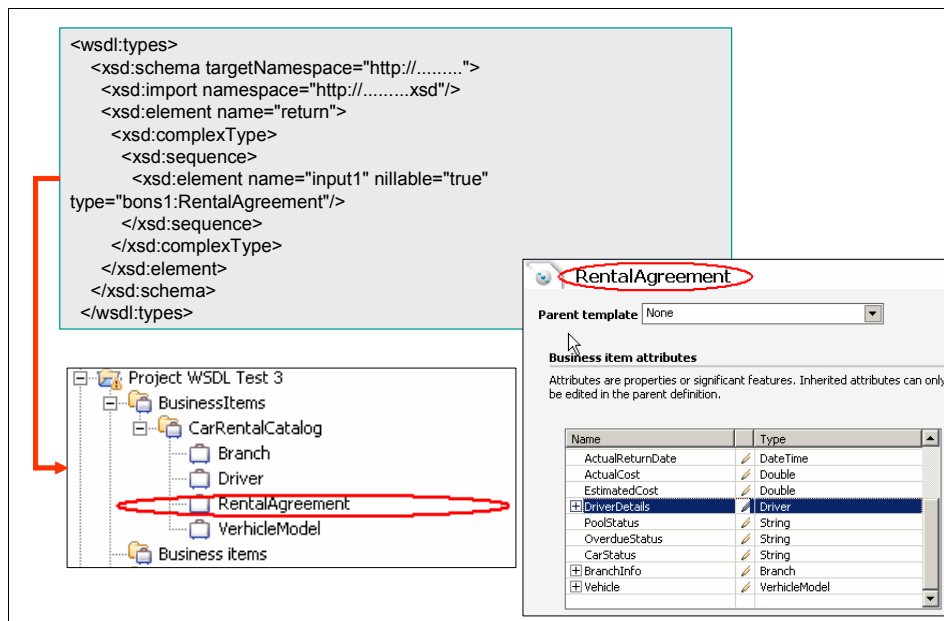 <wsdl:types>
<xsd:schema targetNamespace="http://.........">
<xsd:import namespace="http://.........xsd"/>
<xsd:element name="return">
<xsd:complexType>
<xsd:sequence>
<xsd:element name="input1" nillable="true"
type="bons1:RentalAgreement"/>
</xsd:sequence>
</xsd:complexType>
</xsd:element>
</xsd:schema>
</wsdl:types>
Project WSDL Test 3
BusinessItems
CarRentalCatalog
Branch
Driver
RentalAgreement
VerhicleModel
Business items
RentalAgreement
Parent template None
Business item attributes
Attributes are properties or significant features. Inherited attributes can only
be edited in the parent definition.
Name Type
ActualReturnDate DateTime
ActualCost Double
EstimatedCost Double
DriverDetails Driver
PoolStatus String
OverdueStatus String
CarStatus String
BranchInfo Branch
Vehicle VerhicleModel